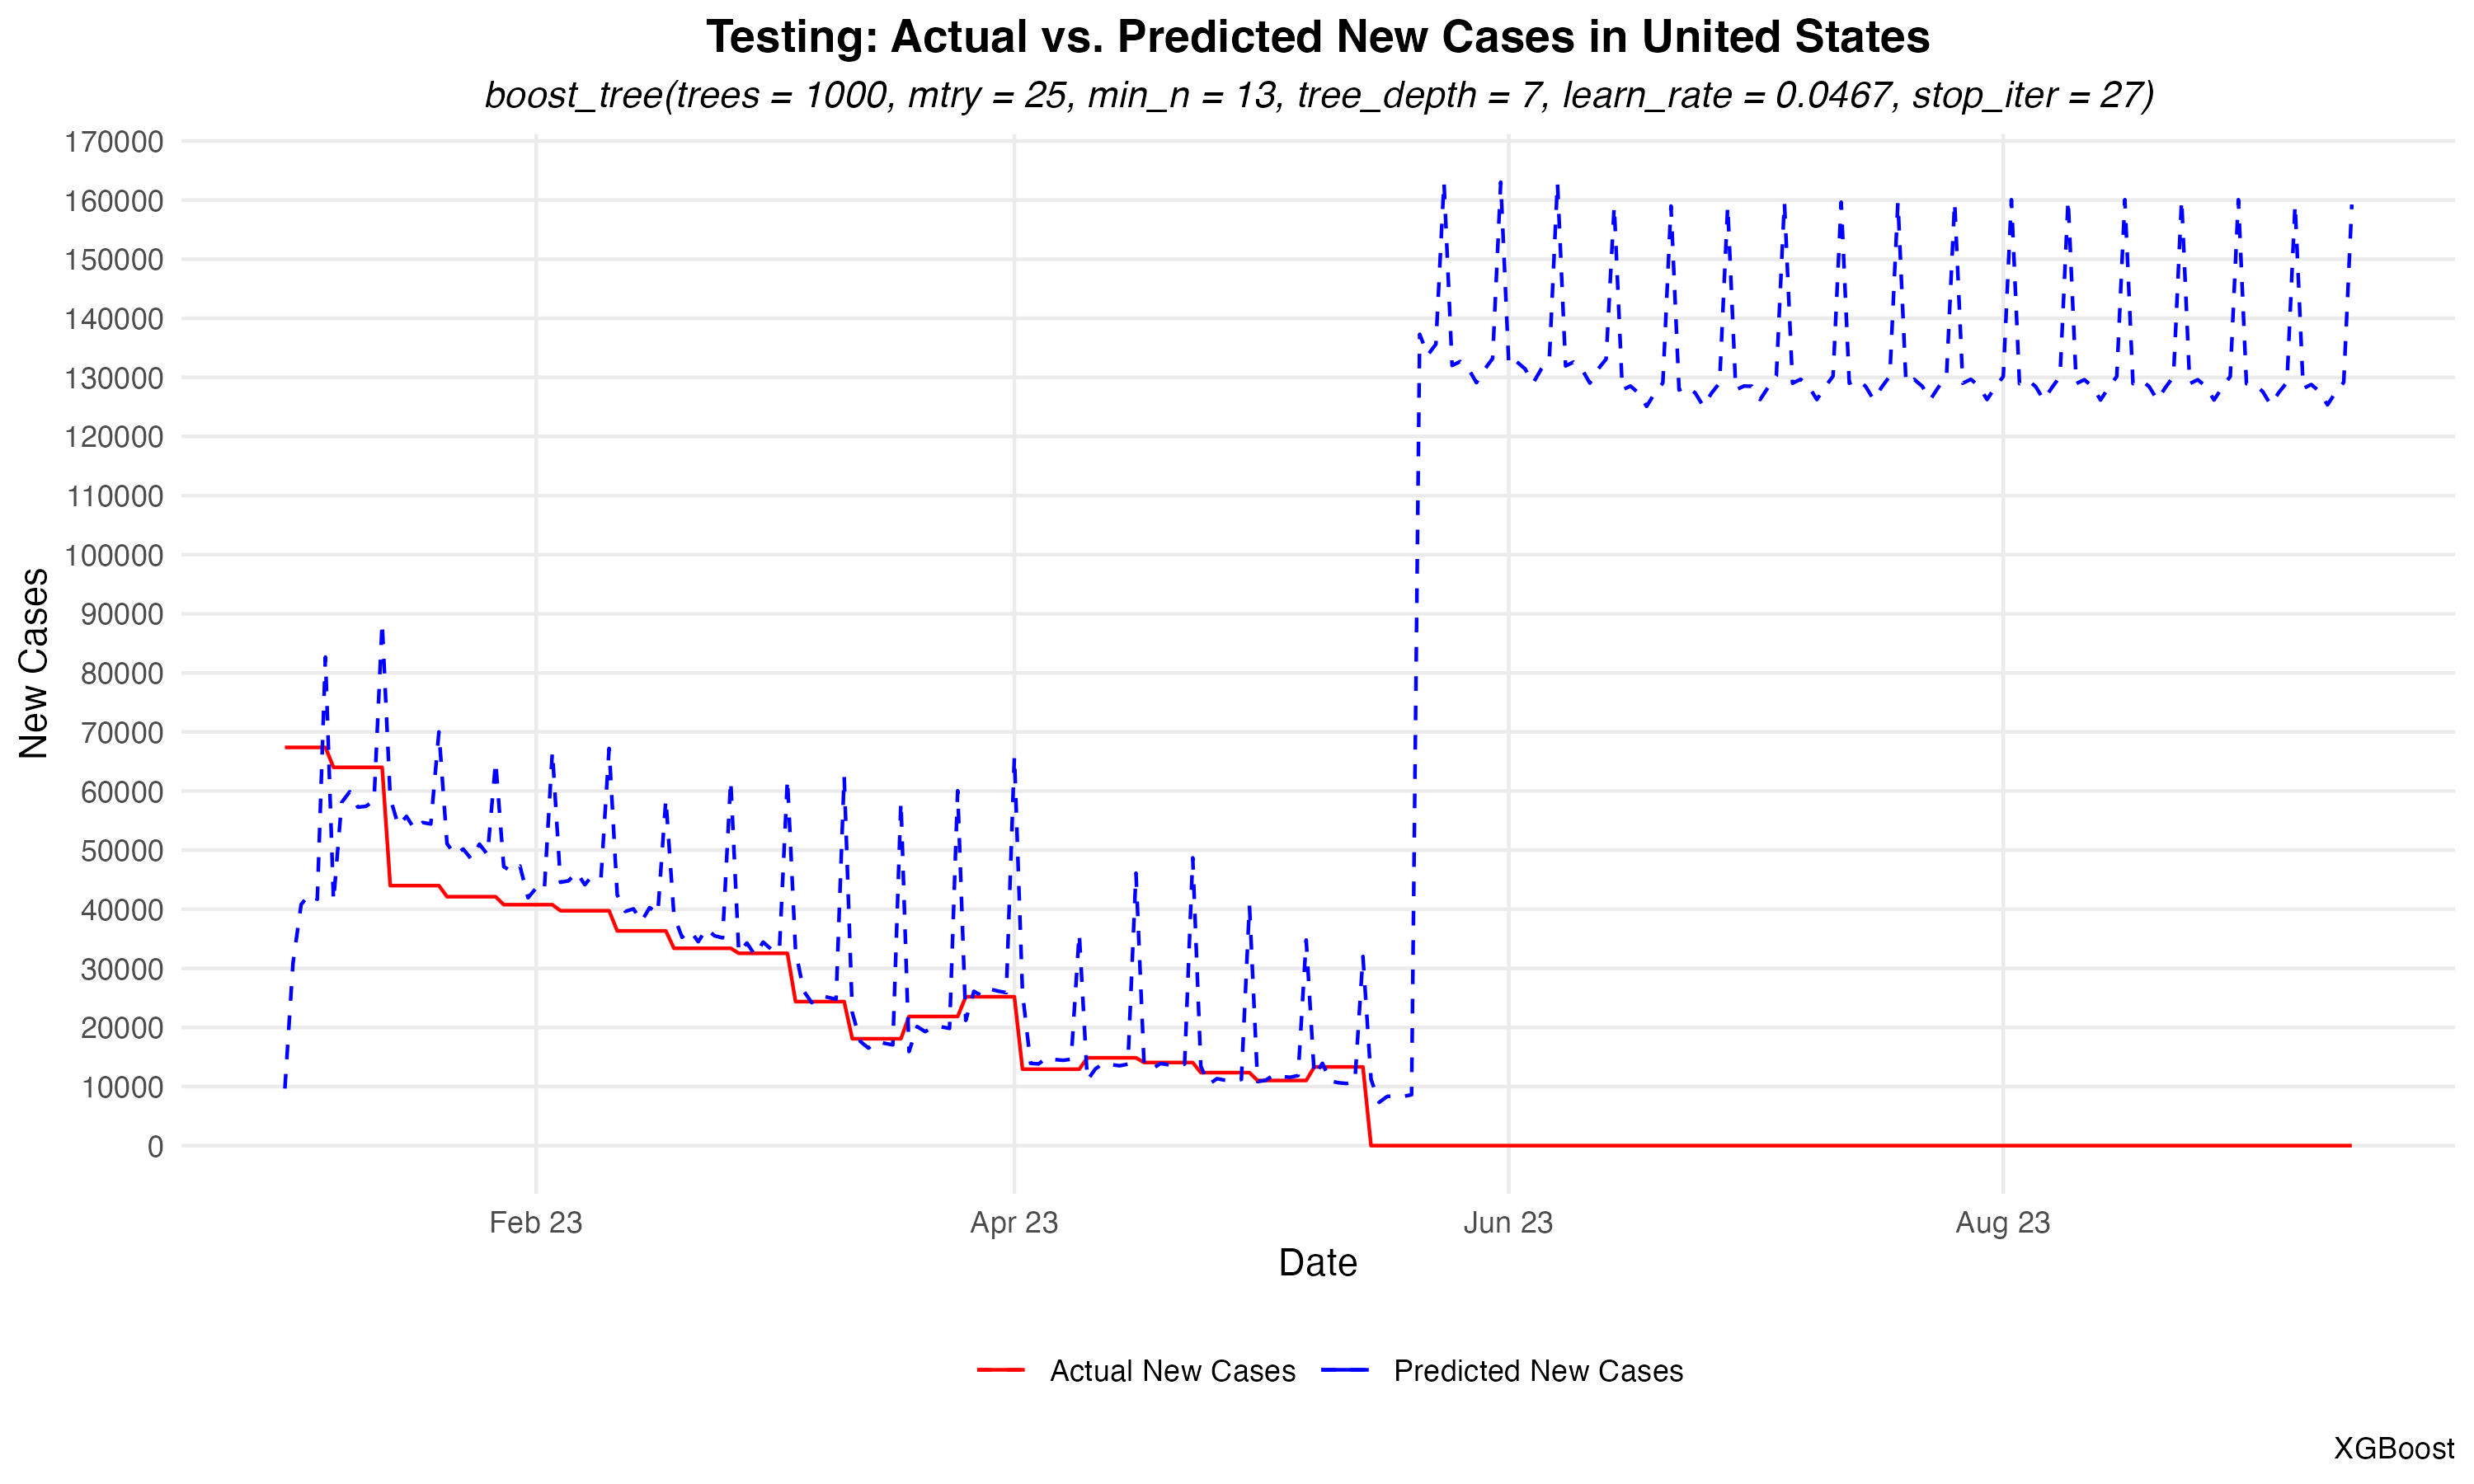 Testing: Actual vs. Predicted New Cases in United States
boost_tree(trees = 1000, mtry = 25, min_n = 13, tree_depth = 7, learn_rate = 0.0467, stop_iter = 27)
170000
160000
150000
140000
130000
120000
110000
100000
90000
80000
70000
60000
50000
40000
30000
20000
10000
0
New Cases
Feb 23 Apr 23 Jun 23 Aug 23
Date
Actual New Cases Predicted New Cases
XGBoost